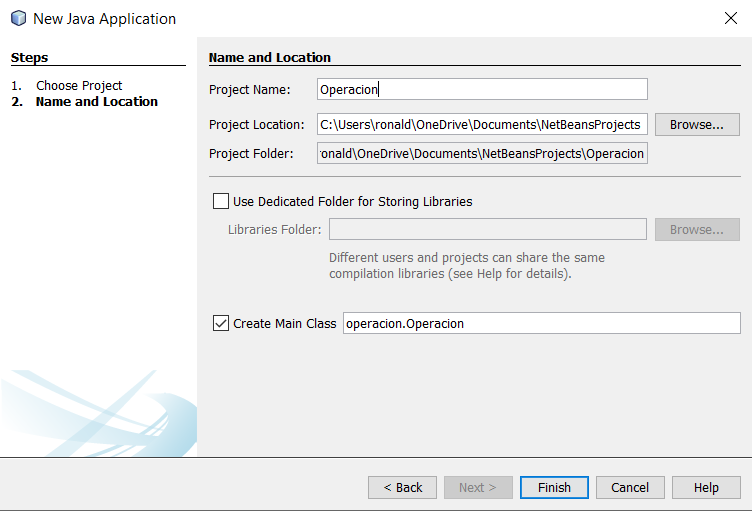 New Java Application
Steps
1. Choose Project
2. Name and Location
Name and Location
Project Name: Operacion
Project Location: C:\Users\ronald\OneDrive\Documents\NetBeansProjects Browse...
Project Folder: ronald\OneDrive\Documents\NetBeansProjects\Operacion
Use Dedicated Folder for Storing Libraries
Libraries Folder: Browse...
Different users and projects can share the same
compilation libraries (see Help for details).
Create Main Class operacion.Operacion
< Back Next > Finish Cancel Help